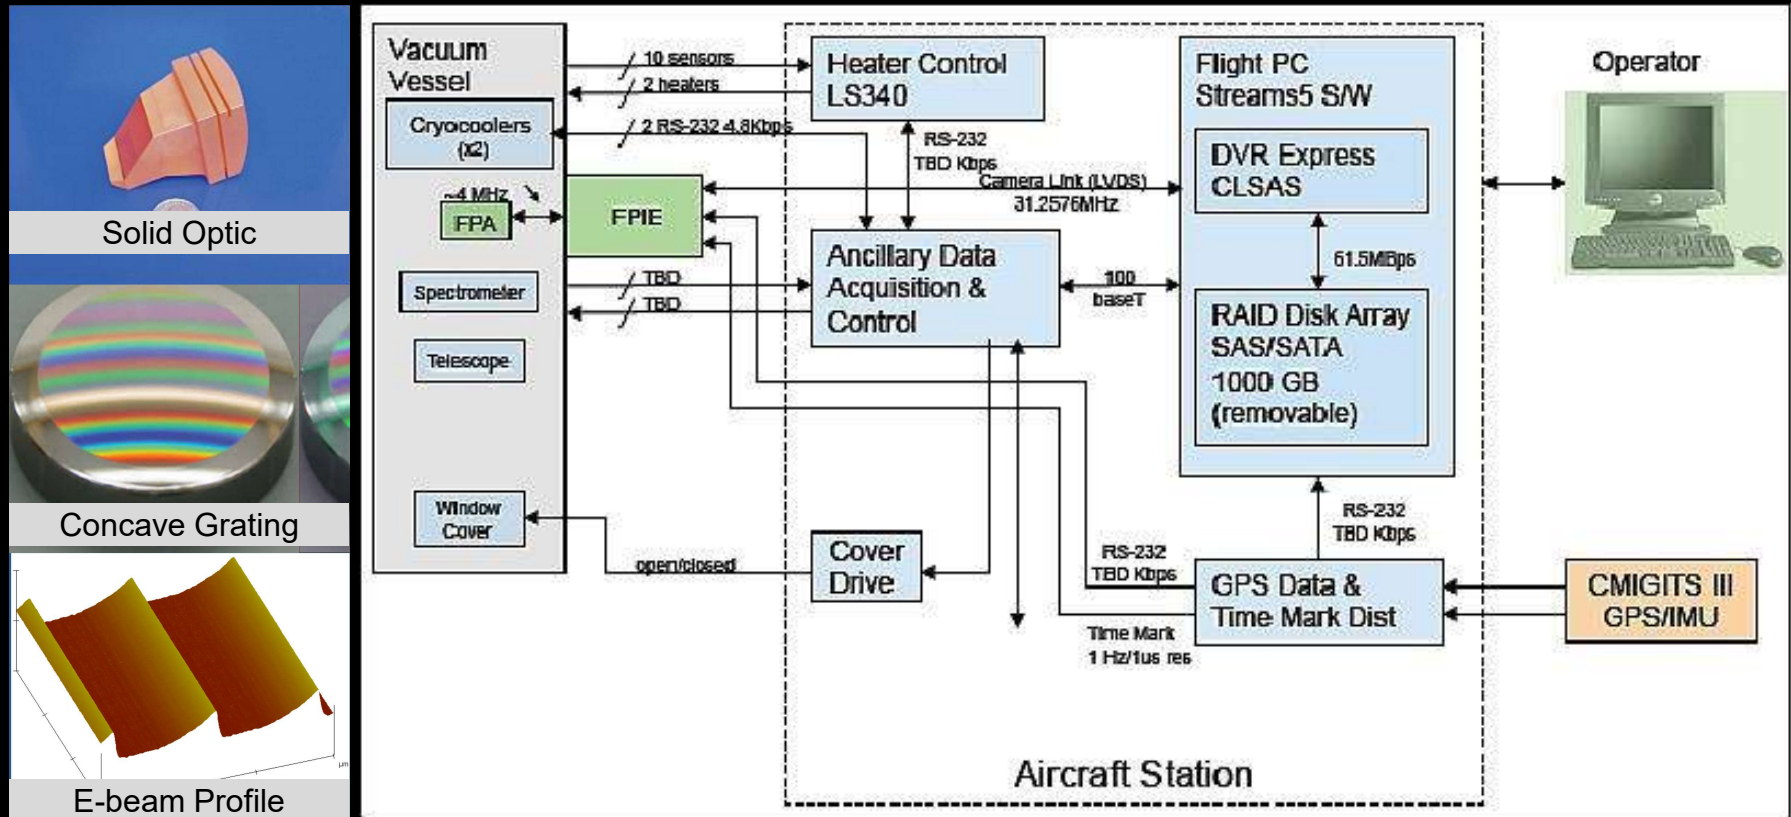 Solid Optic
Concave Grating
E-beam Profile
µm
Vacuum
Vessel
Cryocoolers
(x2)
~4 MHz
FPA
FPIE
Spectrometer
Telescope
Window
Cover
10 sensors
2 heaters
2 RS-232 4.8Kbps
TBD
TBD
open/closed
Heater Control
LS340
RS-232
TBD Kbps
Camera Link (LVDS)
31.2576MHz
Ancillary Data
Acquisition &
Control
100
baseT
Cover
Drive
Flight PC
Streams5 S/W
DVR Express
CLSAS
61.5MBps
RAID Disk Array
SAS/SATA
1000 GB
(removable)
RS-232
TBD Kbps
RS-232
TBD Kbps
GPS Data &
Time Mark Dist
Time Mark
1 Hz/1us res
Operator
CMIGITS III
GPS/IMU
Aircraft Station